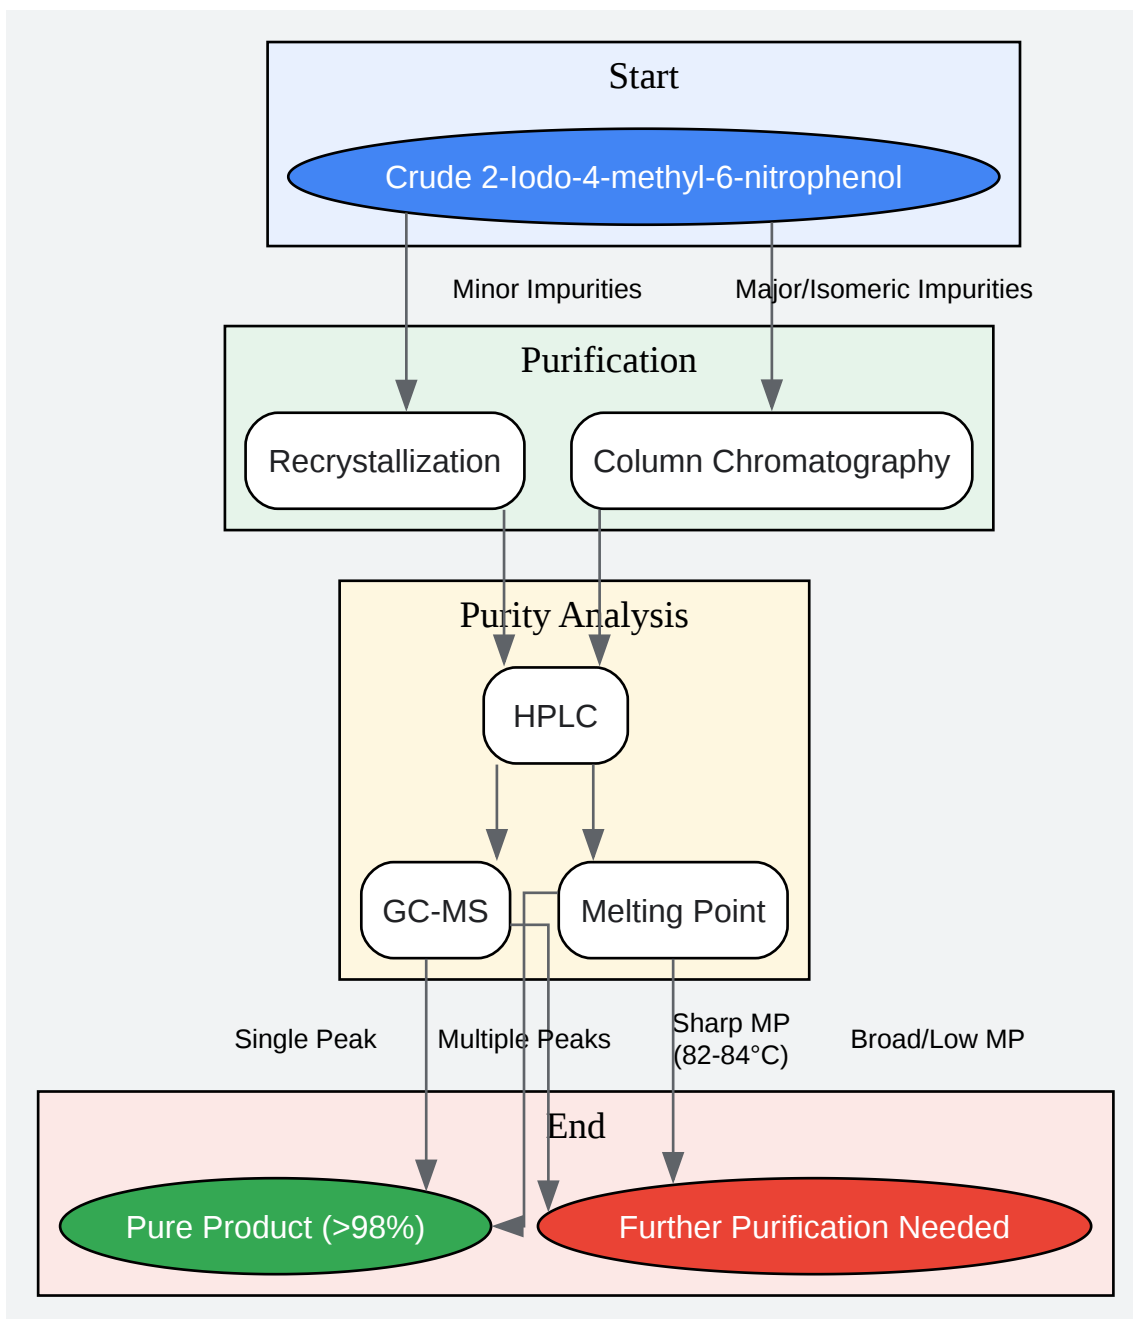 Start
Crude 2-Iodo-4-methyl-6-nitrophenol
Minor Impurities
Major/Isomeric Impurities
Purification
Recrystallization
Column Chromatography
Purity Analysis
HPLC
GC-MS
Melting Point
Single Peak
Multiple Peaks
Sharp MP
(82-84°C)
Broad/Low MP
End
Pure Product (>98%)
Further Purification Needed